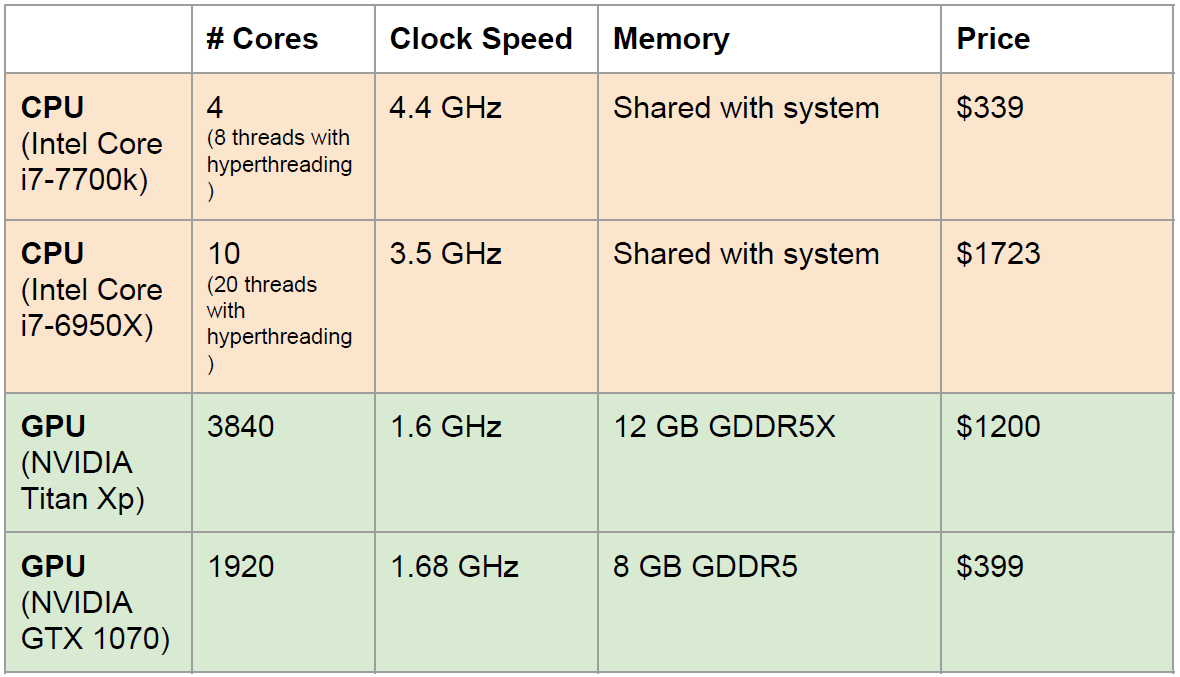 # Cores Clock Speed Memory Price
CPU 4 4.4 GHz Shared with system $339
(Intel Core (8 threads with
i7-7700k) hyperthreading
)
CPU 10 3.5 GHz Shared with system $1723
(Intel Core (20 threads
i7-6950X) with
hyperthreading
)
GPU 3840 1.6 GHz 12 GB GDDR5X $1200
(NVIDIA
Titan Xp)
GPU 1920 1.68 GHz 8 GB GDDR5 $399
(NVIDIA
GTX 1070)